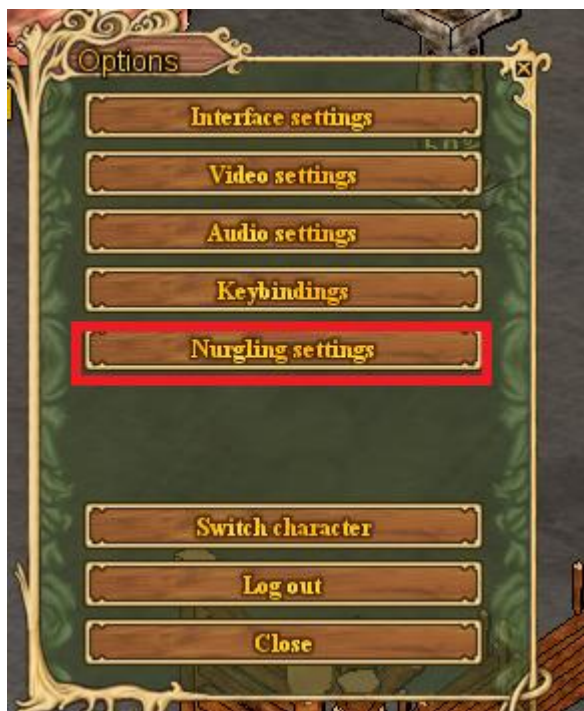 Options
Interface settings
Video settings
Audio settings
Keybindings
Nurgling settings
Switch character
Log out
Close